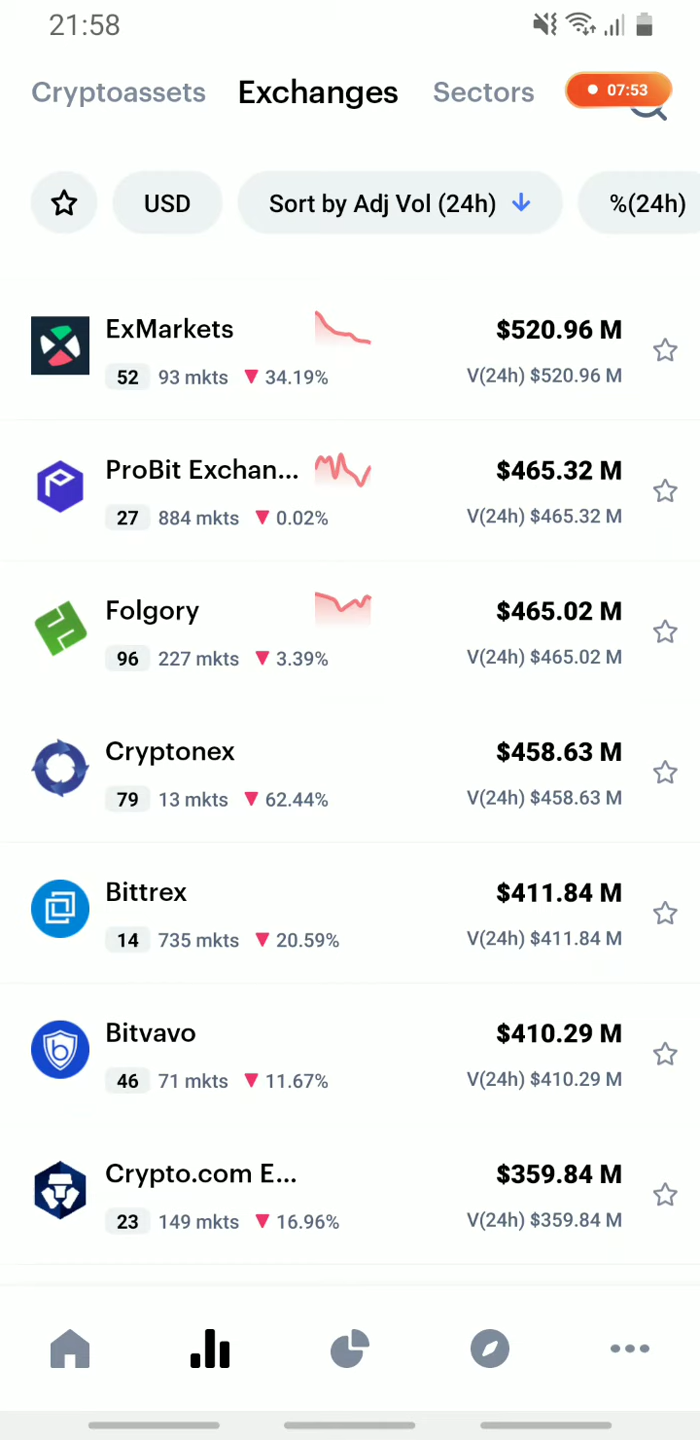 21:58
Cryptoassets Exchanges Sectors 07:53
USD Sort by Adj Vol (24h) %(24h)
ExMarkets $520.96 M
52 93 mkts ▼ 34.19% V(24h) $520.96 M
ProBit Exchan... $465.32 M
27 884 mkts ▼ 0.02% V(24h) $465.32 M
Folgory $465.02 M
96 227 mkts ▼ 3.39% V(24h) $465.02 M
Cryptonex $458.63 M
79 13 mkts ▼ 62.44% V(24h) $458.63 M
Bittrex $411.84 M
14 735 mkts ▼ 20.59% V(24h) $411.84 M
Bitvavo $410.29 M
46 71 mkts ▼ 11.67% V(24h) $410.29 M
Crypto.com E... $359.84 M
23 149 mkts ▼ 16.96% V(24h) $359.84 M